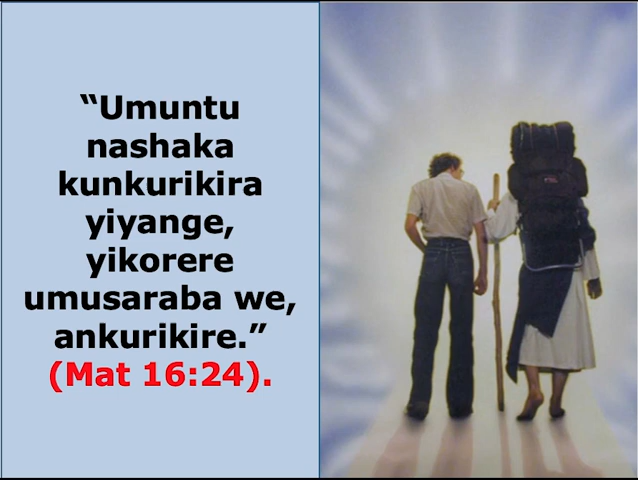 “Umuntu
nashaka
kunkurikira
yiyange,
yikorere
umusaraba we,
ankurikire.”
(Mat 16:24).